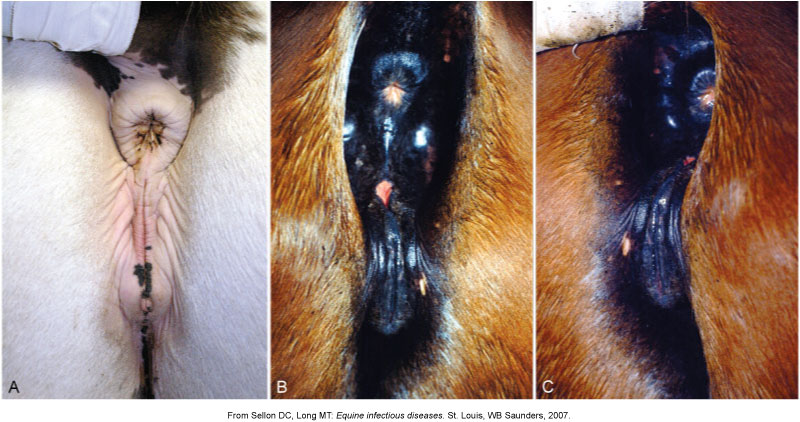 A
B
C
From Sellon DC, Long MT: Equine infectious diseases. St. Louis, WB Saunders, 2007.